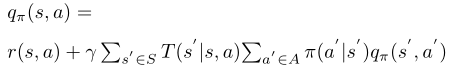 q_π(s, a) =
r(s, a) + γ ∑_{s′∈S} T(s′|s, a)∑_{a′∈A} π(a′|s′)q_π(s′, a′)